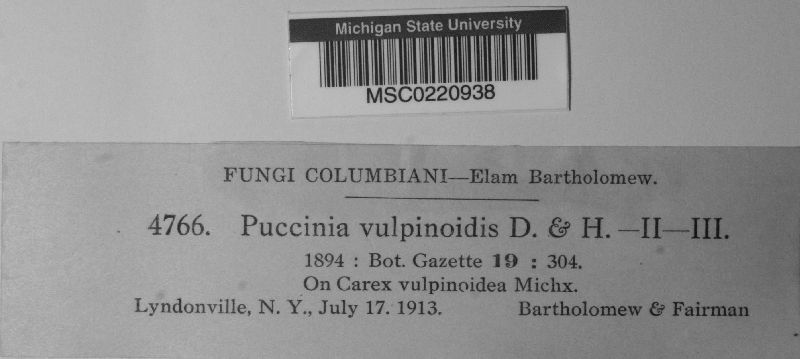 Michigan State University
MSC0220938
FUNGI COLUMBIANI—Elam Bartholomew.
4766. Puccinia vulpinoidis D. & H.—II—III.
1894 : Bot. Gazette 19 : 304.
On Carex vulpinoidea Michx.
Lyndonville, N. Y., July 17. 1913. Bartholomew & Fairman